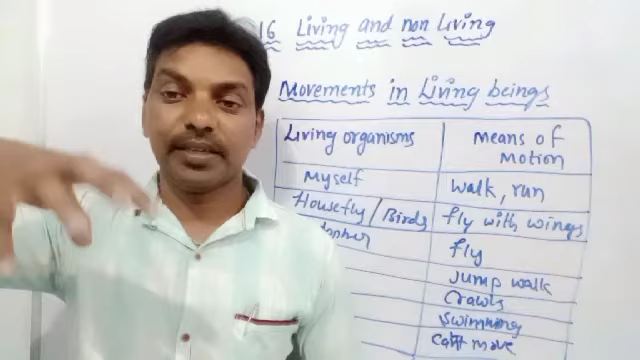 16 Living and non Living
Movements in Living beings
Living organisms
Means of
Motion
Myself
Walk, run
Housefly/Birds
fly with wings
fly
Jump walk
Crawls
Swimming
Can't move